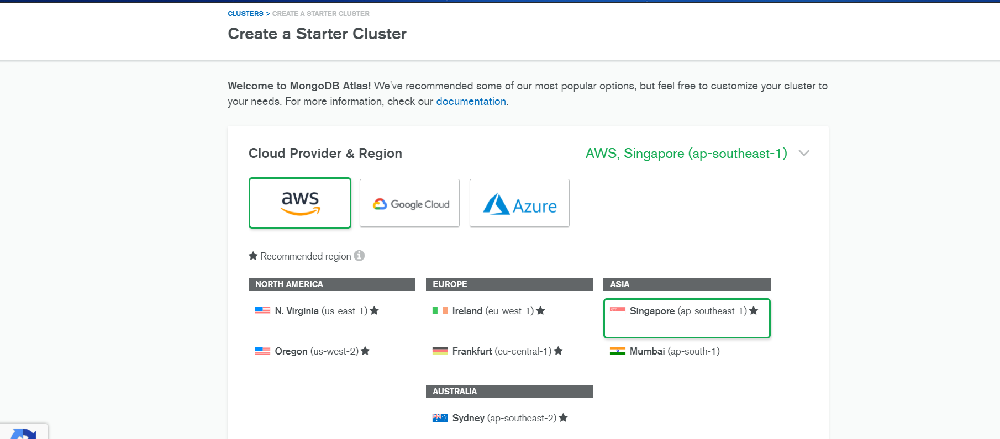 CLUSTERS > CREATE A STARTER CLUSTER
Create a Starter Cluster
Welcome to MongoDB Atlas! We've recommended some of our most popular options, but feel free to customize your cluster to
your needs. For more information, check our documentation.
Cloud Provider & Region
AWS, Singapore (ap-southeast-1)
aws
Google Cloud
Azure
★ Recommended region
NORTH AMERICA
N. Virginia (us-east-1) ★
Oregon (us-west-2) ★
EUROPE
Ireland (eu-west-1) ★
Frankfurt (eu-central-1) ★
AUSTRALIA
Sydney (ap-southeast-2) ★
ASIA
Singapore (ap-southeast-1) ★
Mumbai (ap-south-1)